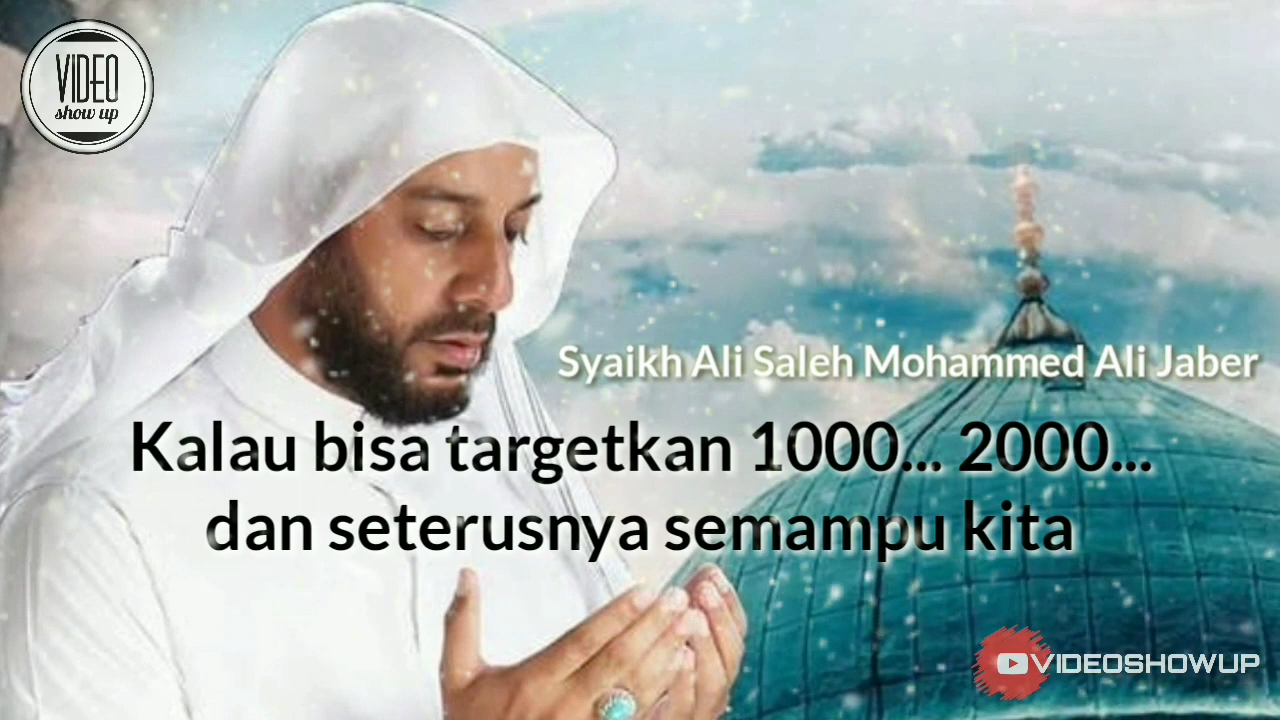 VIDEO
show up
Syaikh Ali Saleh Mohammed Ali Jaber
Kalau bisa targetkan 1000... 2000...
dan seterusnya semampu kita
VIDEOSHOWUP